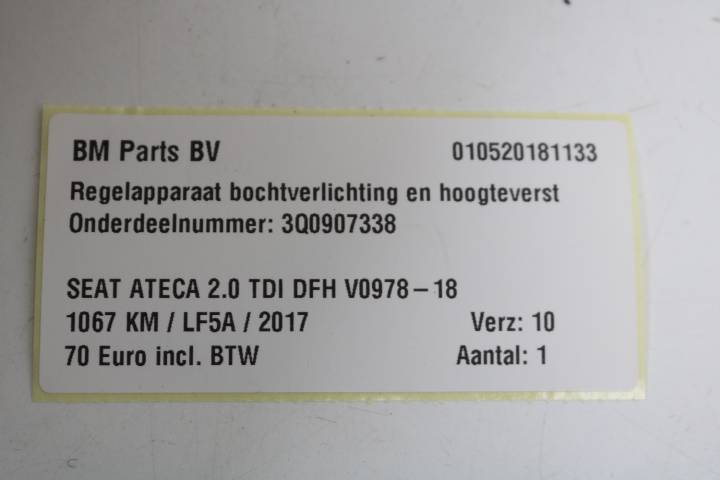 BM Parts BV 010520181133
Regelapparaat bochtverlichting en hoogteverst
Onderdeelnummer: 3Q0907338
SEAT ATECA 2.0 TDI DFH V0978-18
1067 KM / LF5A / 2017 Verz: 10
70 Euro incl. BTW Aantal: 1